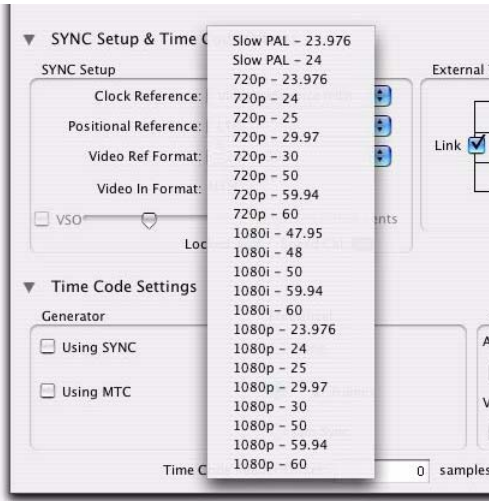 SYNC Setup & Time C
SYNC Setup
External
Clock Reference:
Positional Reference:
Video Ref Format:
Video In Format:
Link
VSO
ents
Loc
Slow PAL – 23.976
Slow PAL – 24
720p – 23.976
720p – 24
720p – 25
720p – 29.97
720p – 30
720p – 50
720p – 59.94
720p – 60
1080i – 47.95
1080i – 48
1080i – 50
1080i – 59.94
1080i – 60
1080p – 23.976
1080p – 24
1080p – 25
1080p – 29.97
1080p – 30
1080p – 50
1080p – 59.94
1080p – 60
Time Code Settings
Generator
Using SYNC
Using MTC
Time C
0 samples